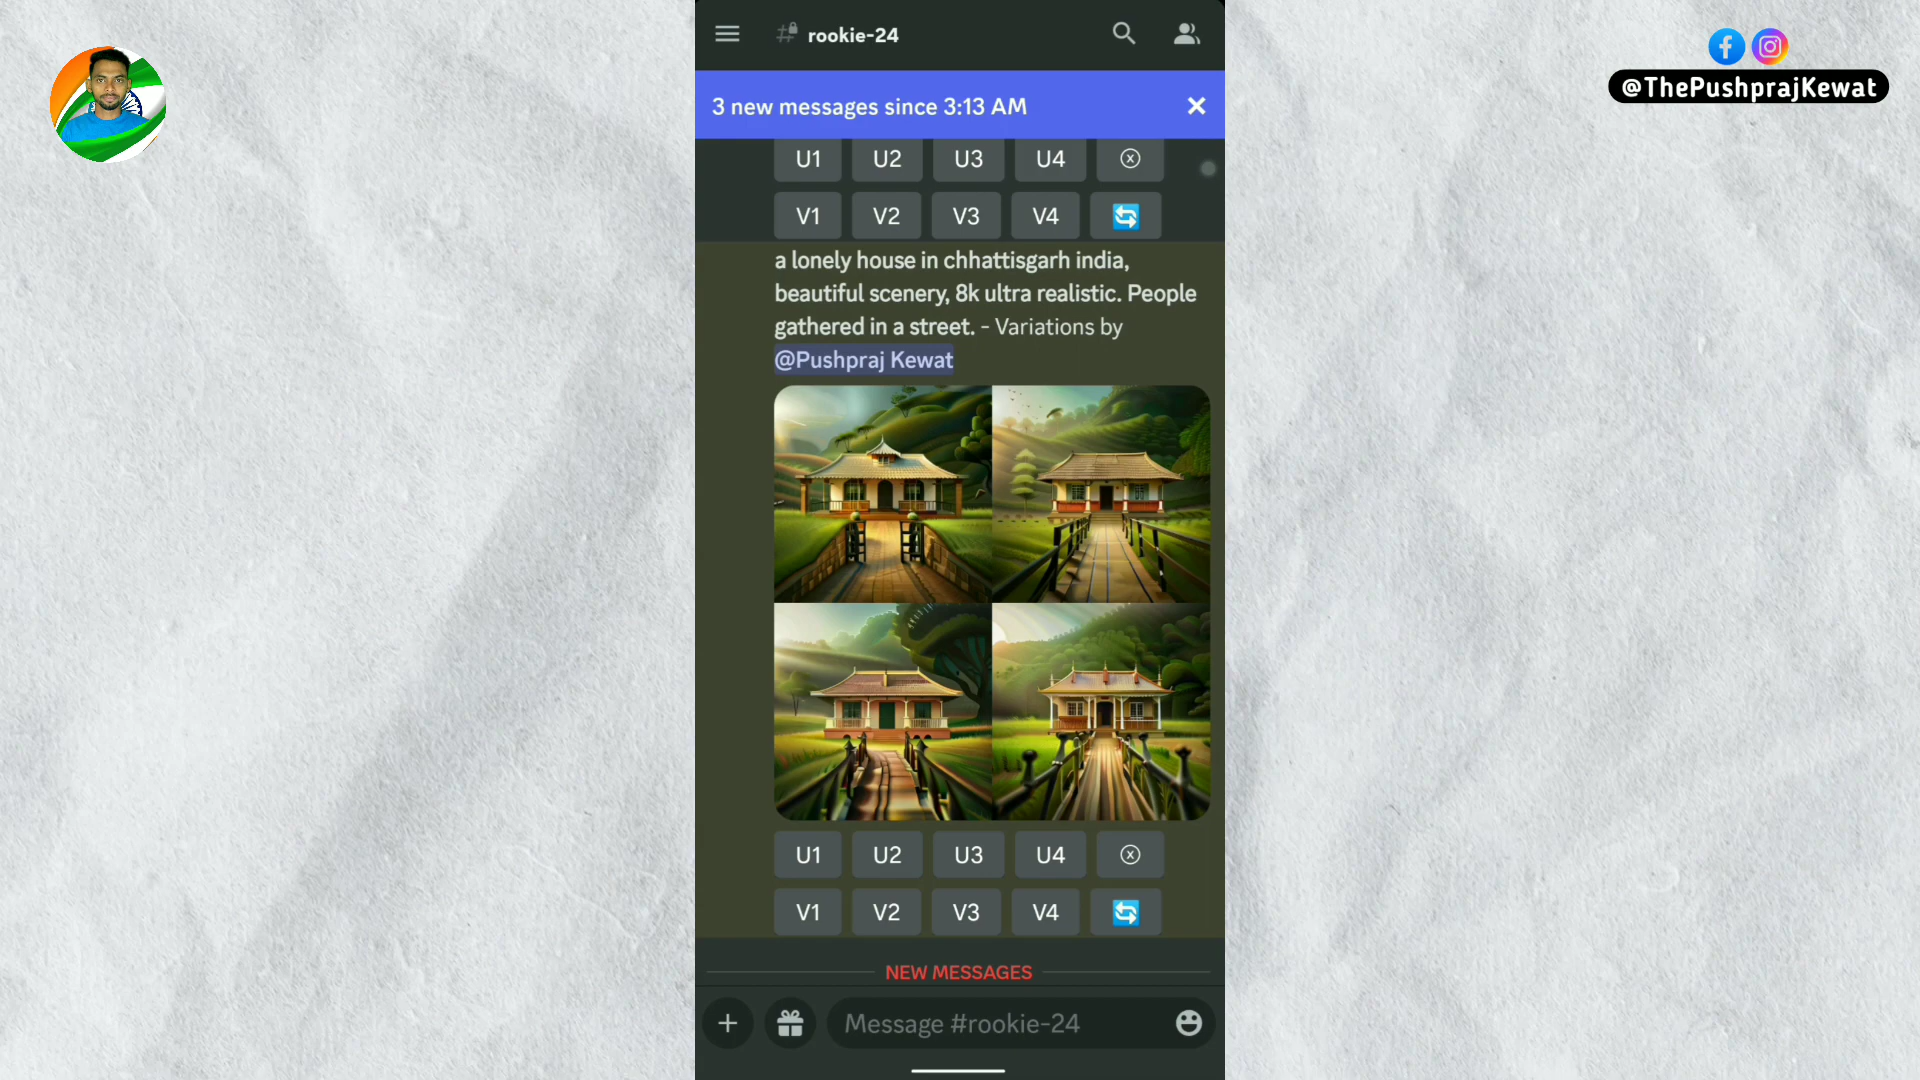 rookie-24
@ThePushprajKewat
3 new messages since 3:13 AM
U1 U2 U3 U4
V1 V2 V3 V4
a lonely house in chhattisgarh india,
beautiful scenery, 8k ultra realistic. People
gathered in a street. - Variations by
@Pushpraj Kewat
U1 U2 U3 U4
V1 V2 V3 V4
NEW MESSAGES
Message #rookie-24